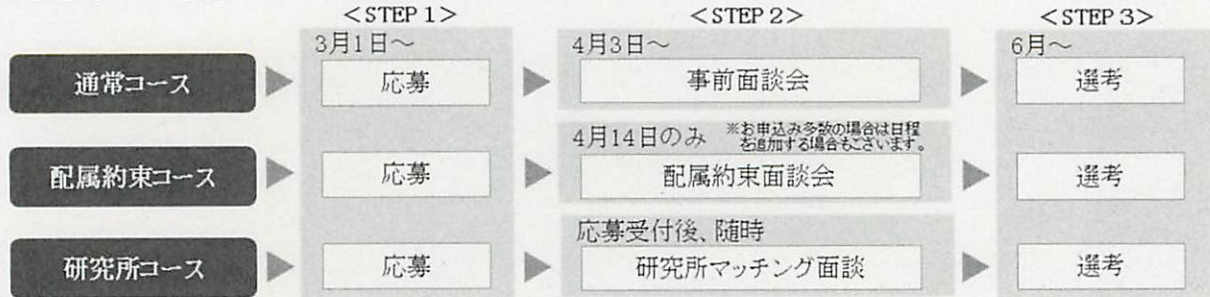 ＜STEP 1＞
＜STEP 2＞
＜STEP 3＞
3月1日～
4月3日～
6月～
通常コース
応募
事前面談会
選考
4月14日のみ
※お申込み多数の場合は日程
を追加する場合もございます。
配属約束コース
応募
配属約束面談会
選考
応募受付後、随時
研究所コース
応募
研究所マッチング面談
選考